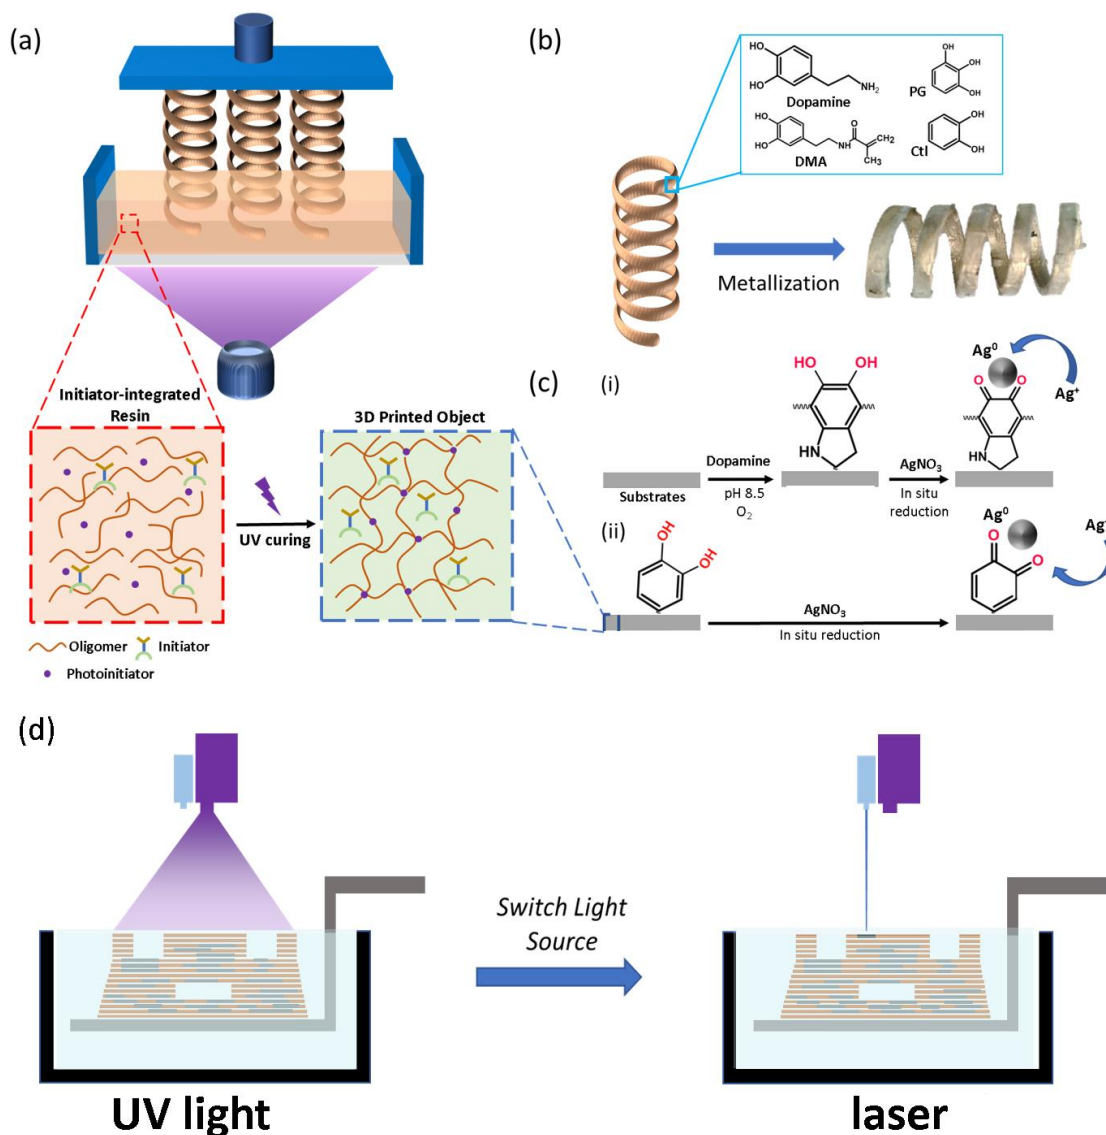 (a)
Initiator-integrated
Resin
3D Printed Object
UV curing
Oligomer
Initiator
Photoinitiator
(b)
HO
HO
NH₂
Dopamine
OH
OH
OH
PG
HO
HO
NH
O
CH₂
CH₃
DMA
OH
OH
Ctl
Metallization
(c)
(i)
Substrates
Dopamine
pH 8.5
O₂
HO
OH
HN
AgNO₃
In situ
reduction
Ag⁰
O
O
Ag⁺
HN
(ii)
OH
OH
AgNO₃
In situ reduction
Ag⁰
O
O
Ag
(d)
Switch Light
Source
UV light
laser